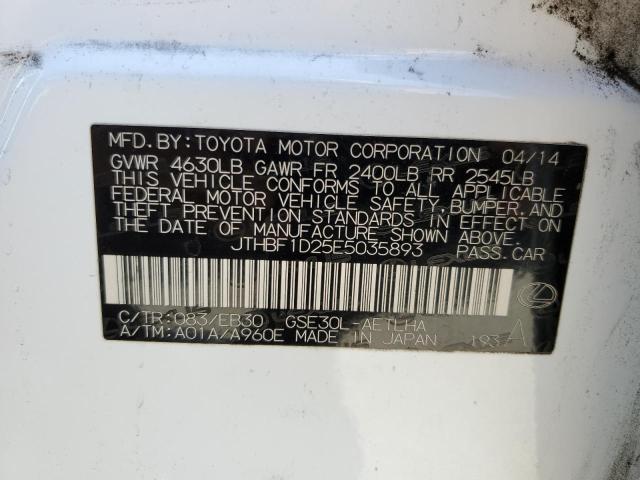 MFD.BY:TOYOTA MOTOR CORPORATION 04/14
GVWR 4630LB GAWR FR 2400LB RR 2545LB
THIS VEHICLE CONFORMS TO ALL APPLICABLE
FEDERAL MOTOR VEHICLE SAFETY,BUMPER,AND
THEFT PREVENTION STANDARDS IN EFFECT ON
THE DATE OF MANUFACTURE SHOWN ABOVE.
JTHBF1D25E5035893 PASS.CAR
C/TR:083/EB30 GSE30L-AETLHA
A/TM:A01A/A960E MADE IN JAPAN 193A